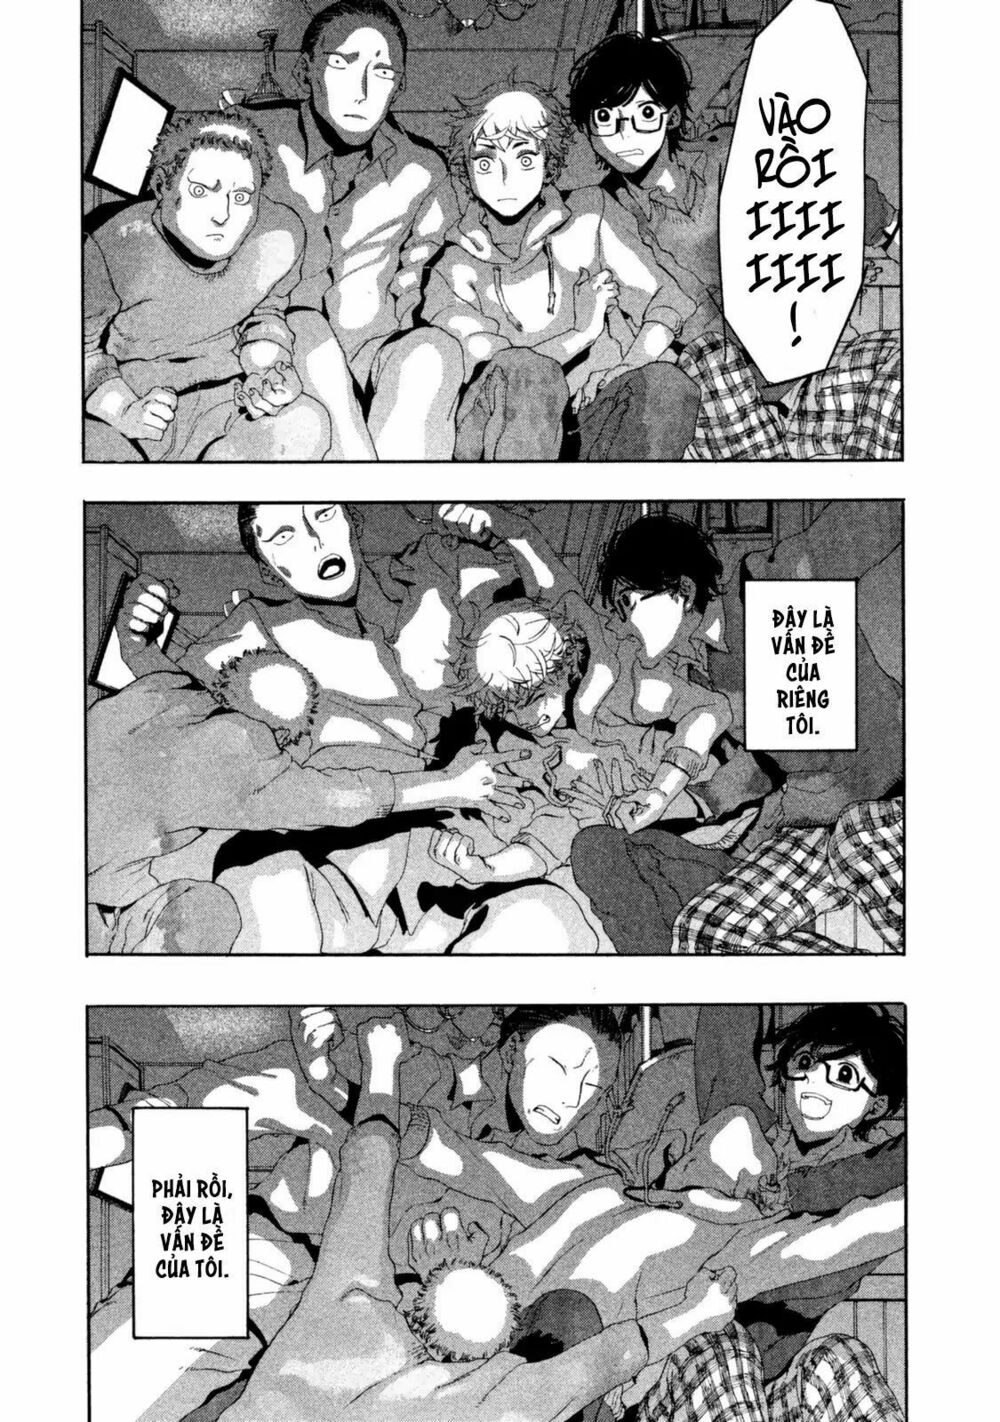 VÀO
RỒI
IIII
IIII
!
ĐÂY LÀ
VẤN ĐỀ
CỦA
RIÊNG
TÔI.
PHẢI RỒI,
ĐÂY LÀ
VẤN ĐỀ
CỦA TÔI.